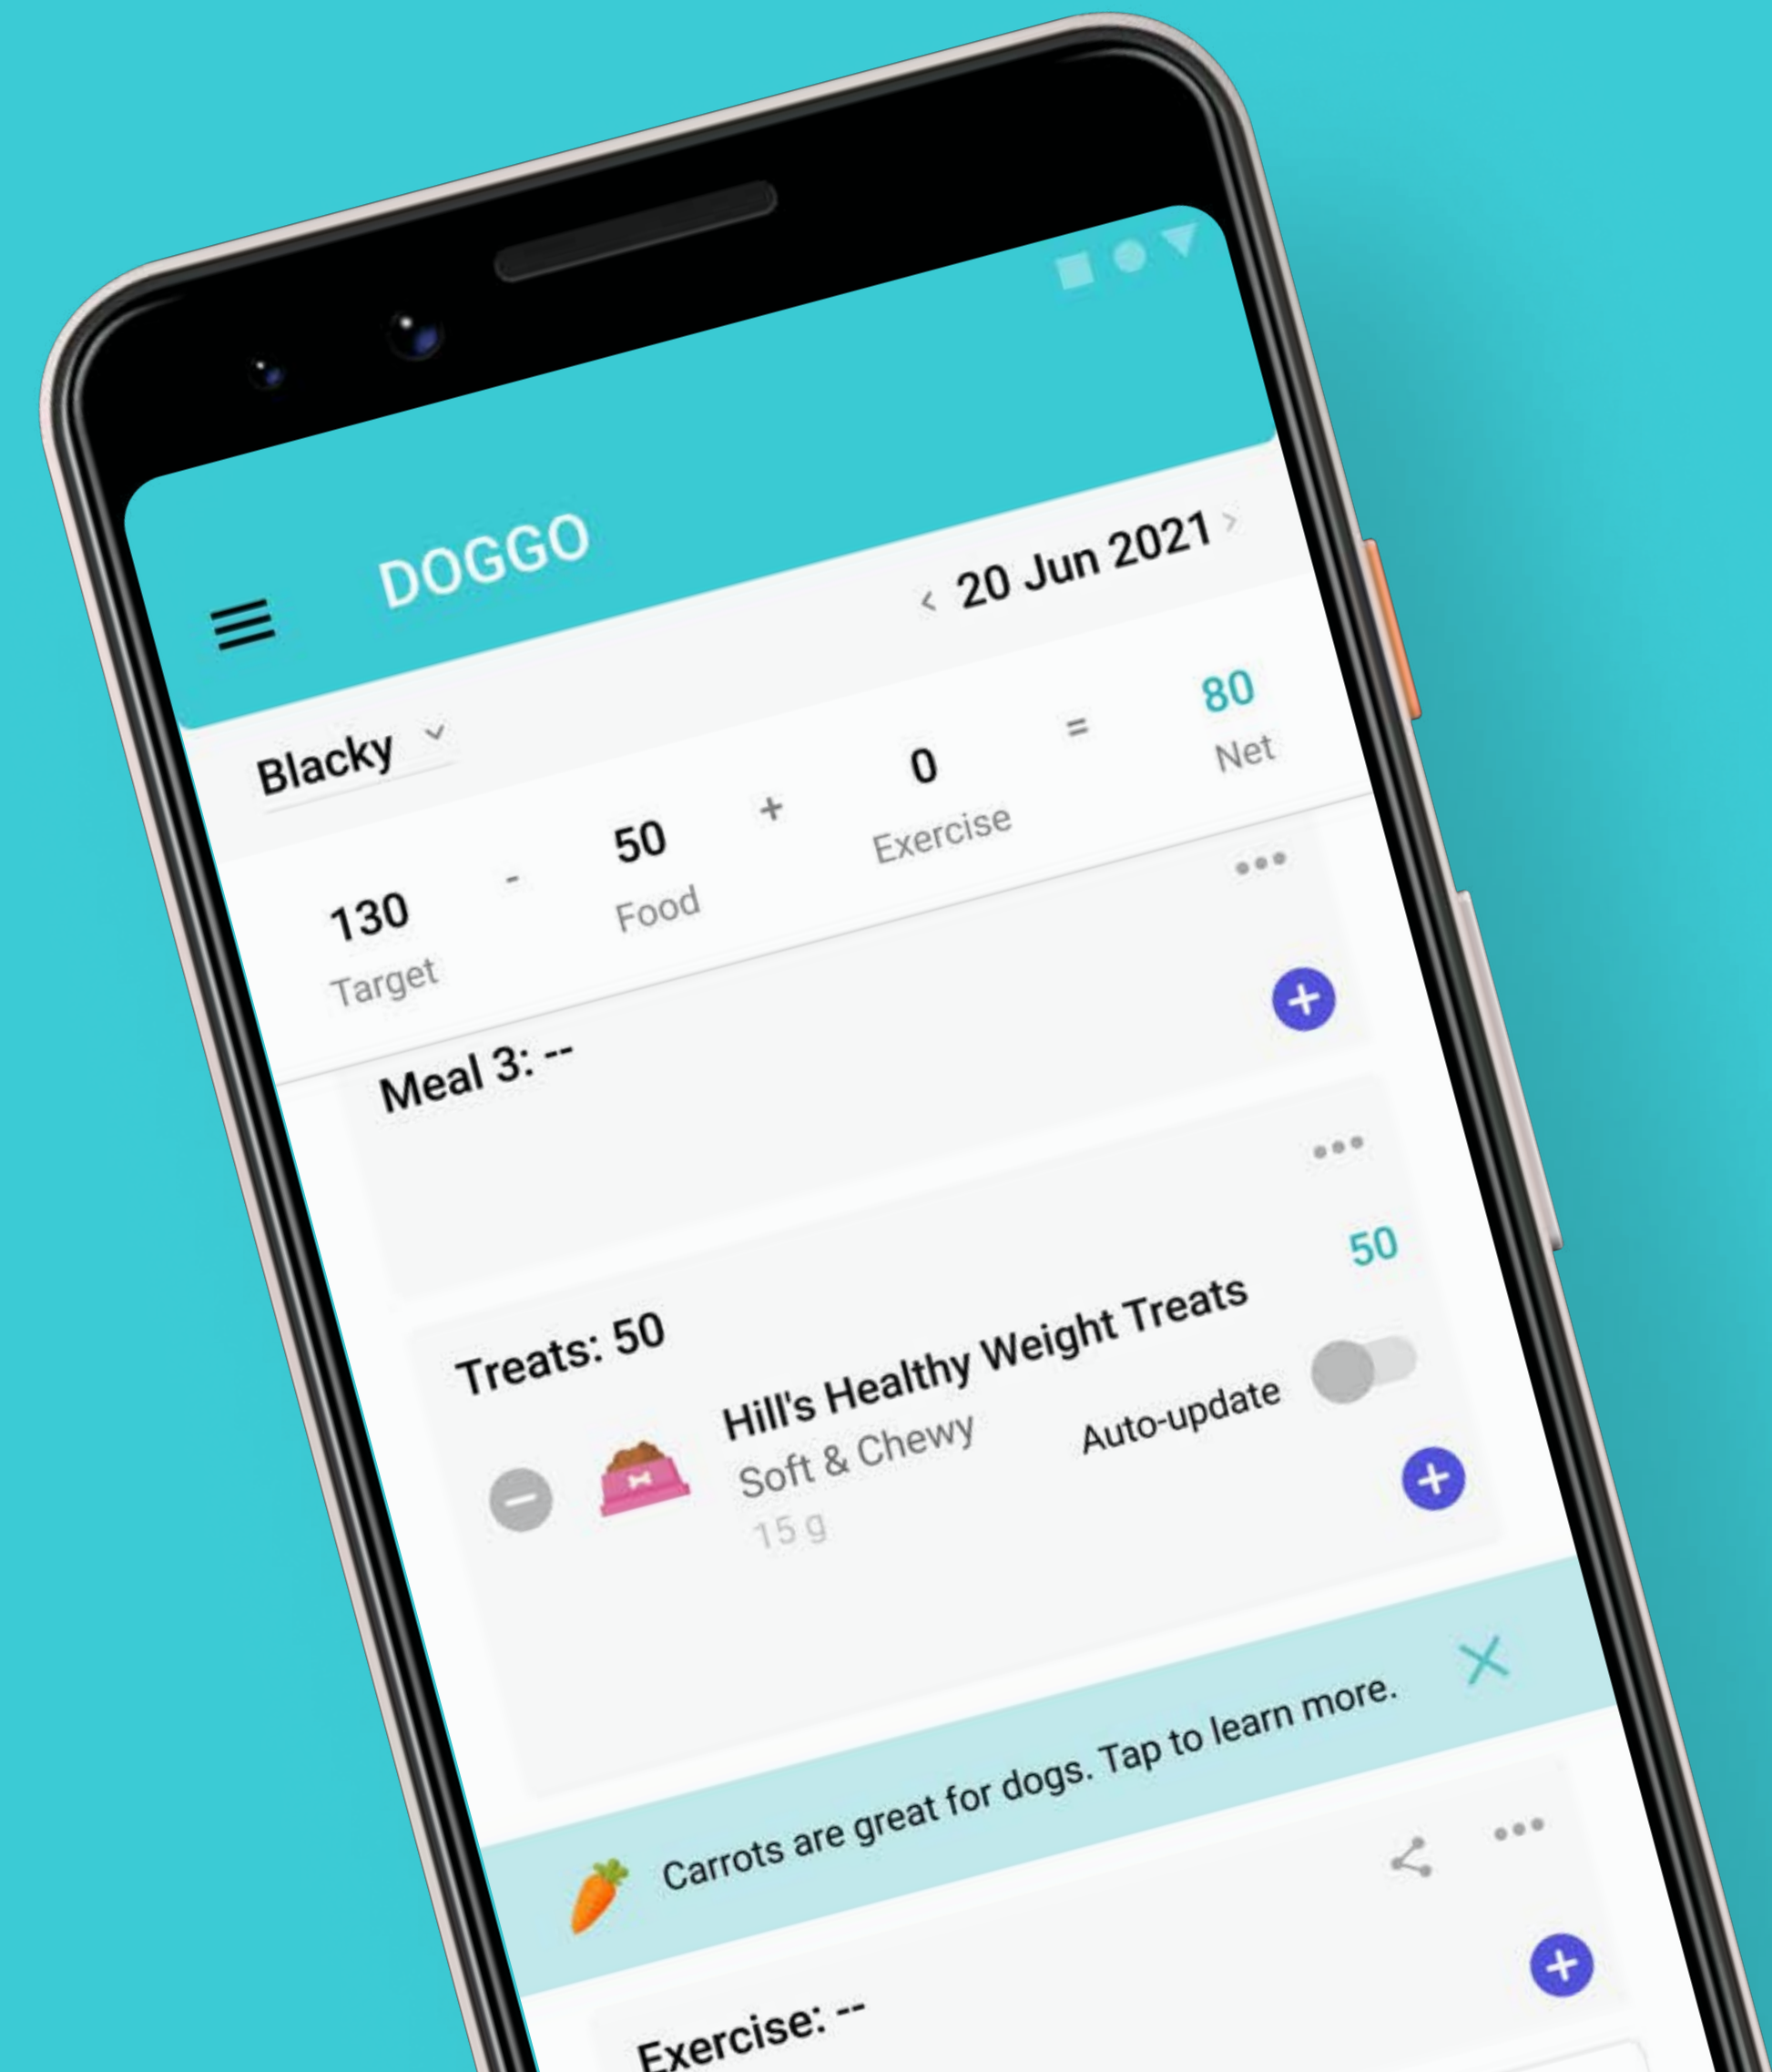 DOGGO
Blacky
< 20 Jun 2021 >
130 - 50 + 0 = 80
Target Food Exercise Net
Meal 3: --
Treats: 50
Hill's Healthy Weight Treats 50
Soft & Chewy
Auto-update
15 g
Carrots are great for dogs. Tap to learn more.
Exercise: --